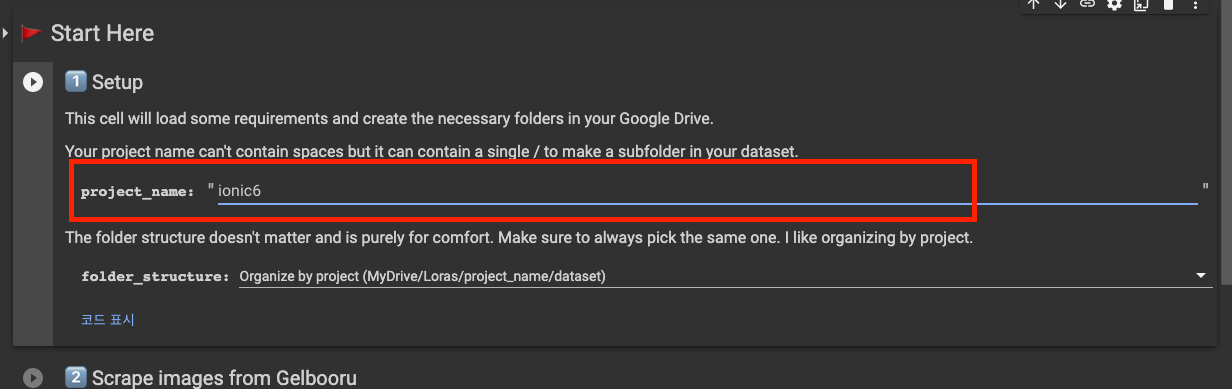 Start Here
1 Setup
This cell will load some requirements and create the necessary folders in your Google Drive.
Your project name can't contain spaces but it can contain a single / to make a subfolder in your dataset.
project_name: "ionic6"
The folder structure doesn't matter and is purely for comfort. Make sure to always pick the same one. I like organizing by project.
folder_structure: Organize by project (MyDrive/Loras/project_name/dataset)
코드 표시
2 Scrape images from Gelbooru